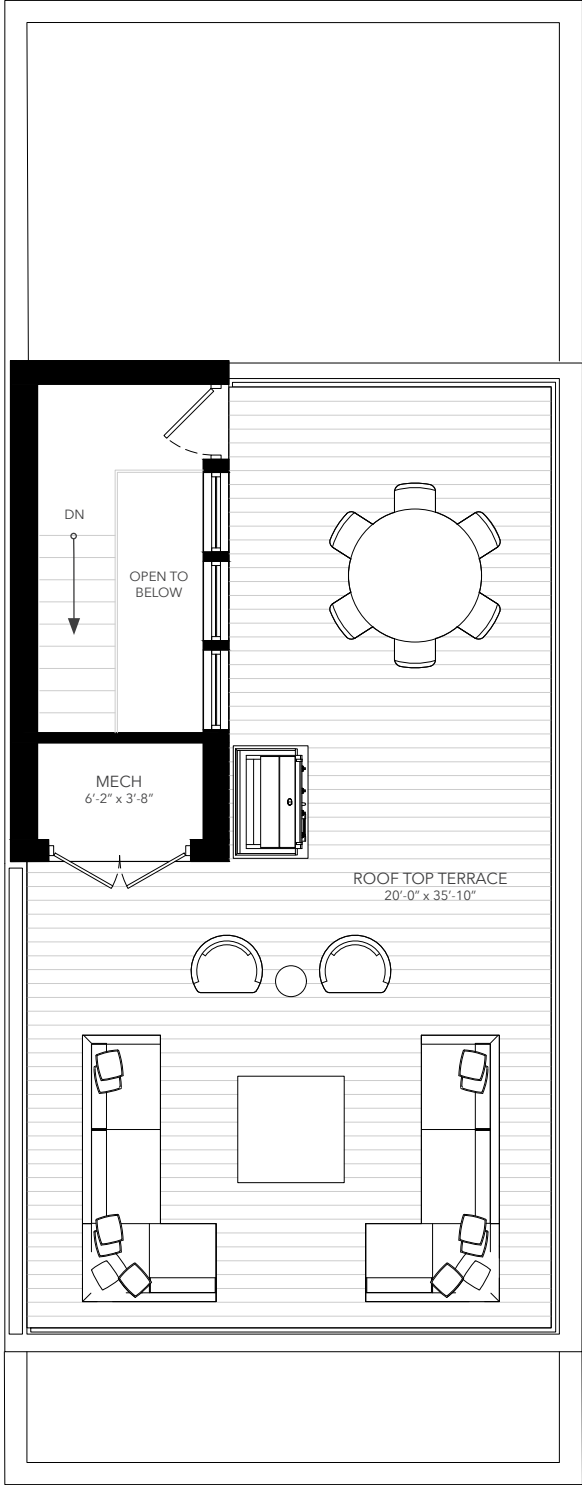 DN
OPEN TO
BELOW
MECH
6’-2” x 3’-8”
ROOF TOP TERRACE
20’-0” x 35’-10”